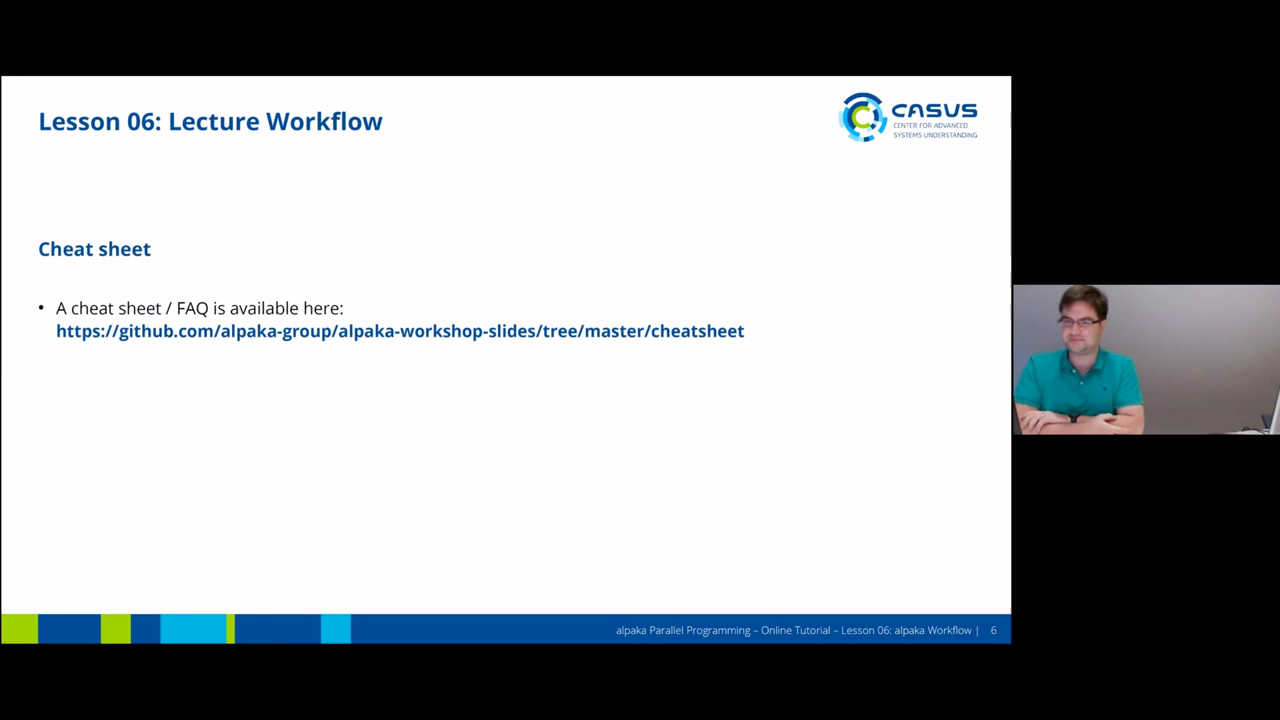 Lesson 06: Lecture Workflow
CASUS
CENTER FOR ADVANCED
SYSTEMS UNDERSTANDING
Cheat sheet
• A cheat sheet / FAQ is available here:
https://github.com/alpaka-group/alpaka-workshop-slides/tree/master/cheatsheet
alpaka Parallel Programming – Online Tutorial – Lesson 06: alpaka Workflow | 6